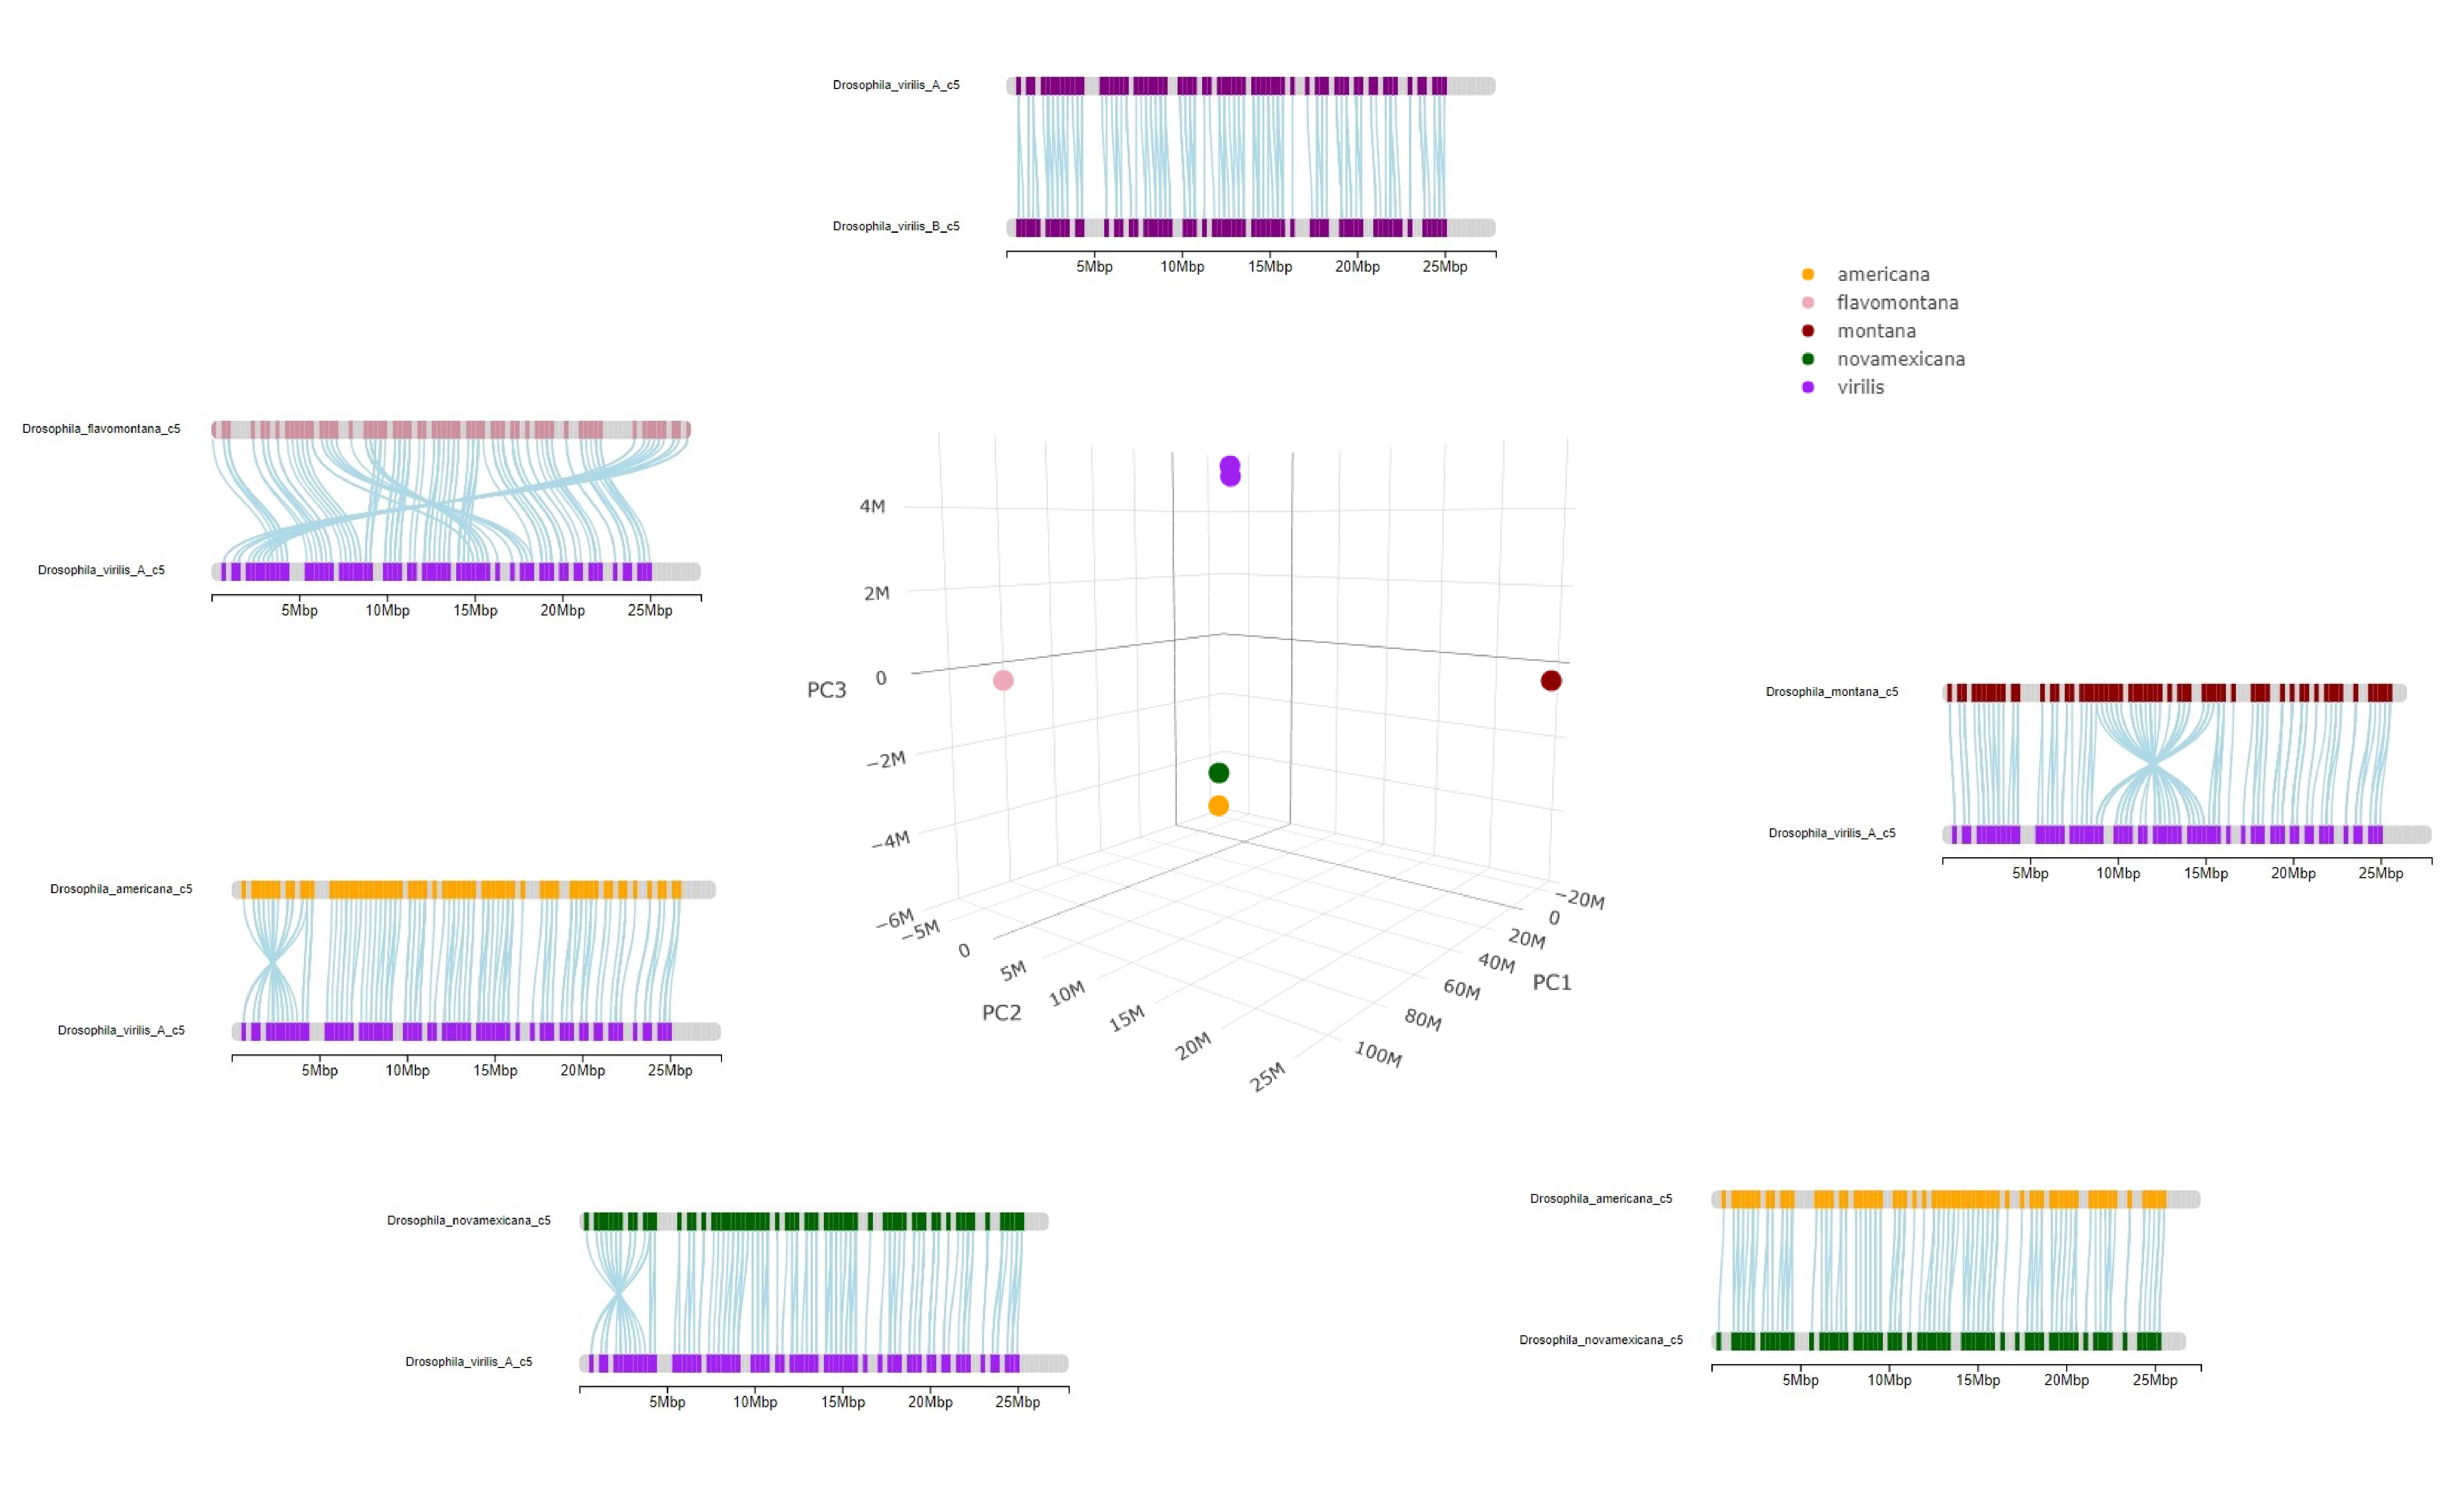 Drosophila_virilis_A_c5
Drosophila_virilis_B_c5
5Mbp 10Mbp 15Mbp 20Mbp 25Mbp
americana
flavomontana
montana
novamexicana
virilis
Drosophila_flavomontana_c5
Drosophila_virilis_A_c5
5Mbp 10Mbp 15Mbp 20Mbp 25Mbp
4M
2M
0
PC3
−2M
−4M
−6M
−5M
0
5M
10M
15M
20M
25M
PC2
−20M
0
20M
40M
60M
80M
100M
PC1
Drosophila_montana_c5
Drosophila_virilis_A_c5
5Mbp 10Mbp 15Mbp 20Mbp 25Mbp
Drosophila_americana_c5
Drosophila_virilis_A_c5
5Mbp 10Mbp 15Mbp 20Mbp 25Mbp
Drosophila_novamexicana_c5
Drosophila_virilis_A_c5
5Mbp 10Mbp 15Mbp 20Mbp 25Mbp
Drosophila_americana_c5
Drosophila_novamexicana_c5
5Mbp 10Mbp 15Mbp 20Mbp 25Mbp